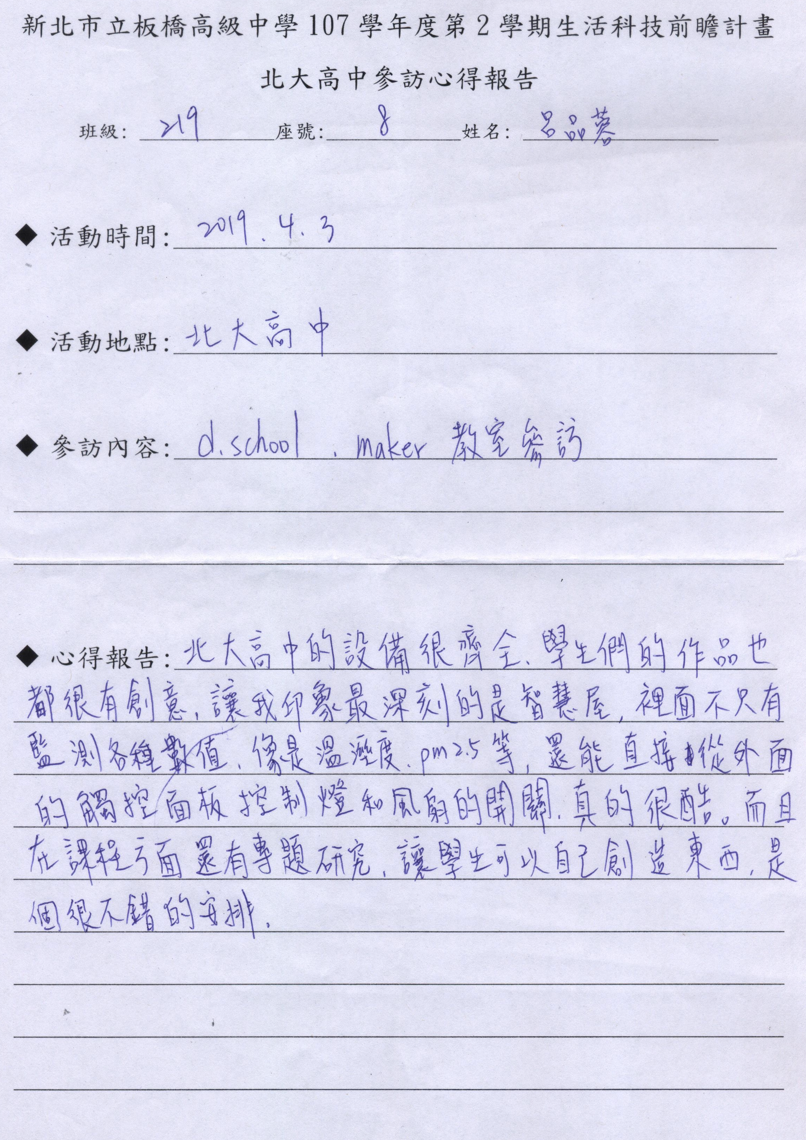 新北市立板橋高級中學 107 學年度第 2 學期生活科技前瞻計畫
北大高中參訪心得報告
班級: 219 座號: 8 姓名: 呂品蓉
◆ 活動時間: 2019.4.3
◆ 活動地點: 北大高中
◆ 參訪內容: d.school、maker 教室參訪
◆ 心得報告: 北大高中的設備很齊全、學生們的作品也
都很有創意, 讓我印象最深刻的是智慧屋, 裡面不只有
監測各種數值, 像是溫溼度、pm2.5等, 還能直接從外面
的觸控面板控制燈和風扇的開關, 真的很酷。而且
在課程方面還有專題研究, 讓學生可以自己創造東西, 是
個很不錯的安排.